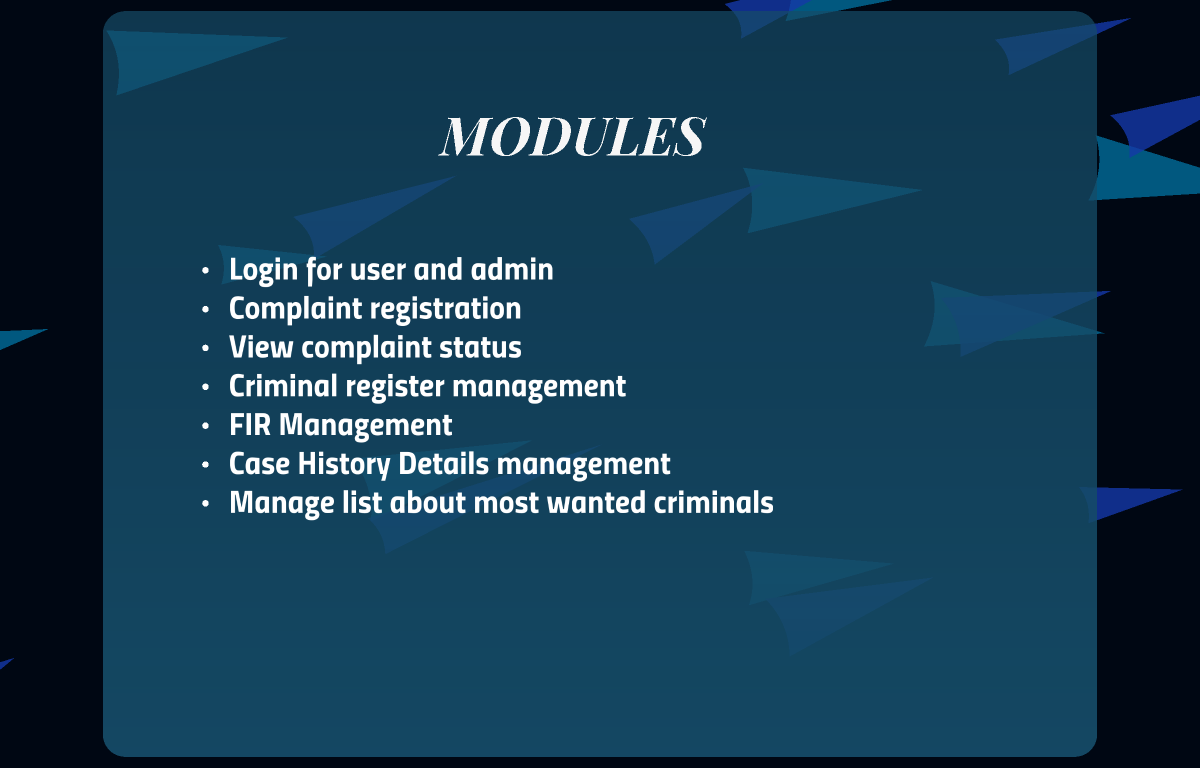 MODULES
• Login for user and admin
• Complaint registration
• View complaint status
• Criminal register management
• FIR Management
• Case History Details management
• Manage list about most wanted criminals